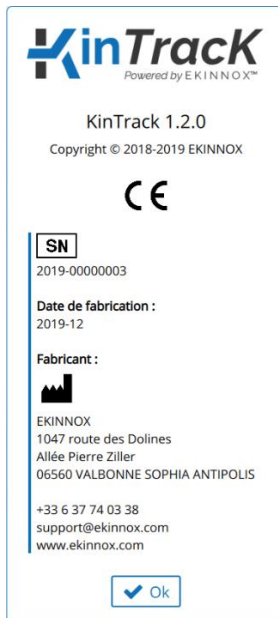 KinTracK
Powered by EKINNOX™
KinTrack 1.2.0
Copyright © 2018-2019 EKINNOX
CE
SN
2019-00000003
Date de fabrication :
2019-12
Fabricant :
EKINNOX
1047 route des Dolines
Allée Pierre Ziller
06560 VALBONNE SOPHIA ANTIPOLIS
+33 6 37 74 03 38
support@ekinnox.com
www.ekinnox.com
Ok